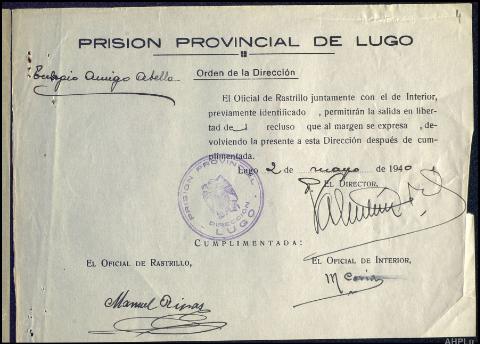 4
PRISION PROVINCIAL DE LUGO
Eulogio Amigo Abella
Orden de la Dirección
El Oficial de Rastrillo juntamente con el de Interior,
previamente identificado , permitirán la salida en liber-
tad del recluso que al margen se expresa , de-
volviendo la presente a esta Dirección después de cum-
plimentada.
Lugo 2 de mayo de 1940
P. EL DIRECTOR,
PRISION PROVINCIAL
DIRECCION
LUGO
CUMPLIMENTADA:
EL OFICIAL DE RASTRILLO,
EL OFICIAL DE INTERIOR,
Manuel
AHPLu